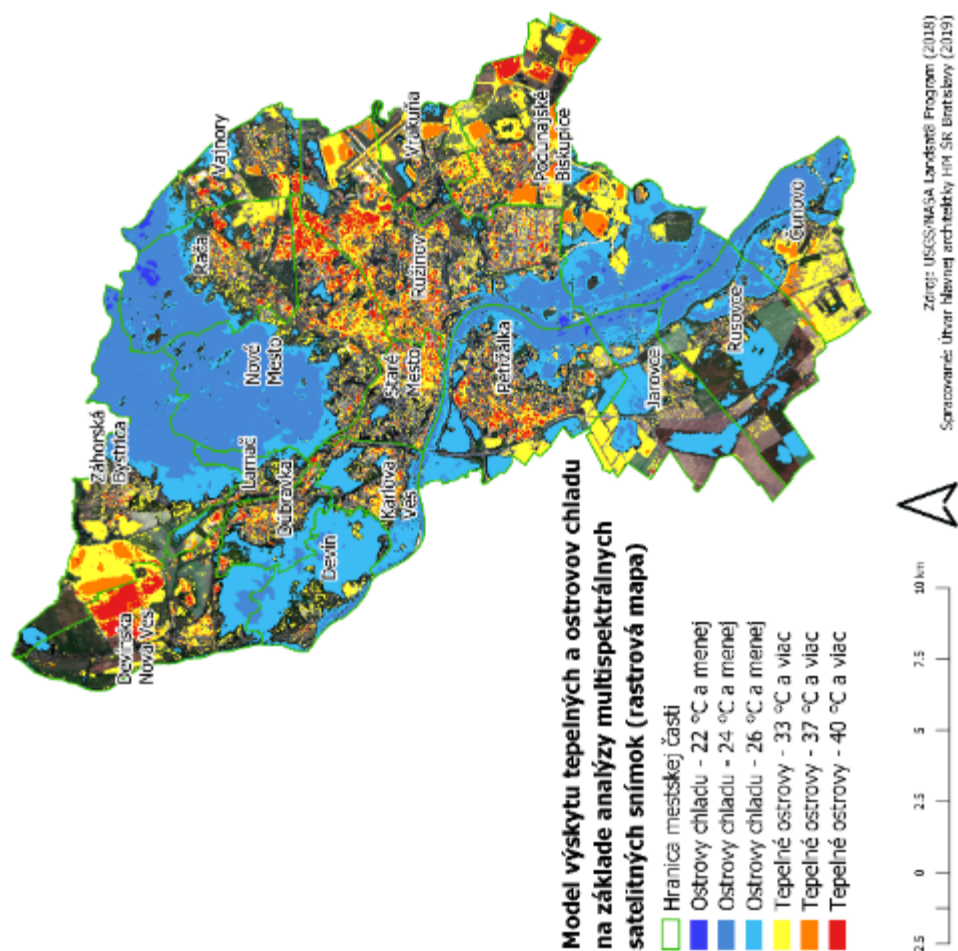 Záhorská
Bystrica
Devínska
Nová Ves
Lamač
Dúbravka
Devín
Karlova
Ves
Nové
Mesto
Rača
Vajnory
Staré
Mesto
Ružinov
Vrakuňa
Podunajské
Biskupice
Petržalka
Jarovce
Rusovce
Čunovo
Model výskytu tepelných a ostrovov chladu
na základe analýzy multispektrálnych
satelitných snímok (rastrová mapa)
Hranica mestskej časti
Ostrovy chladu - 22 °C a menej
Ostrovy chladu - 24 °C a menej
Ostrovy chladu - 26 °C a menej
Tepelné ostrovy - 33 °C a viac
Tepelné ostrovy - 37 °C a viac
Tepelné ostrovy - 40 °C a viac
2.5 0 2.5 5 7.5 10 km
Zdroj: USGS/NASA Landsat8 Program (2018)
Spracované: Útvar hlavnej architektky HM SR Bratislavy (2019)